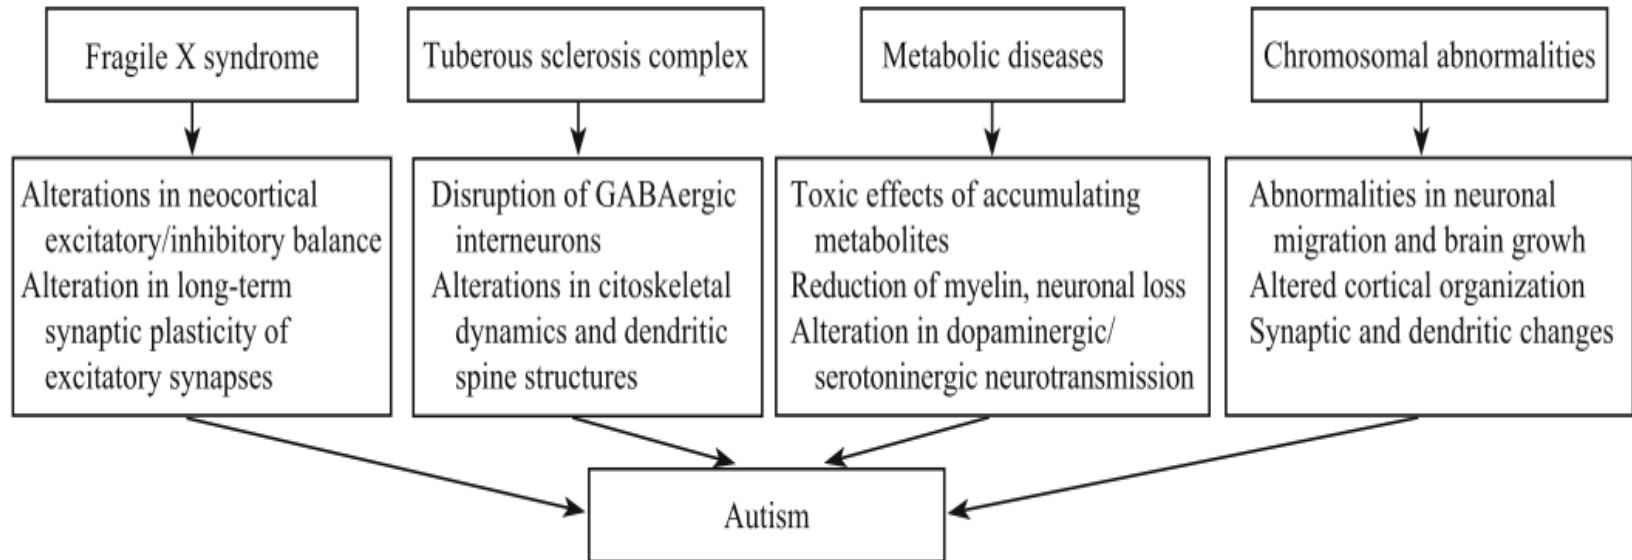 Fragile X syndrome
Tuberous sclerosis complex
Metabolic diseases
Chromosomal abnormalities
Alterations in neocortical
excitatory/inhibitory balance
Alteration in long-term
synaptic plasticity of
excitatory synapses
Disruption of GABAergic
interneurons
Alterations in citoskeletal
dynamics and dendritic
spine structures
Toxic effects of accumulating
metabolites
Reduction of myelin, neuronal loss
Alteration in dopaminergic/
serotoninergic neurotransmission
Abnormalities in neuronal
migration and brain growth
Altered cortical organization
Synaptic and dendritic changes
Autism